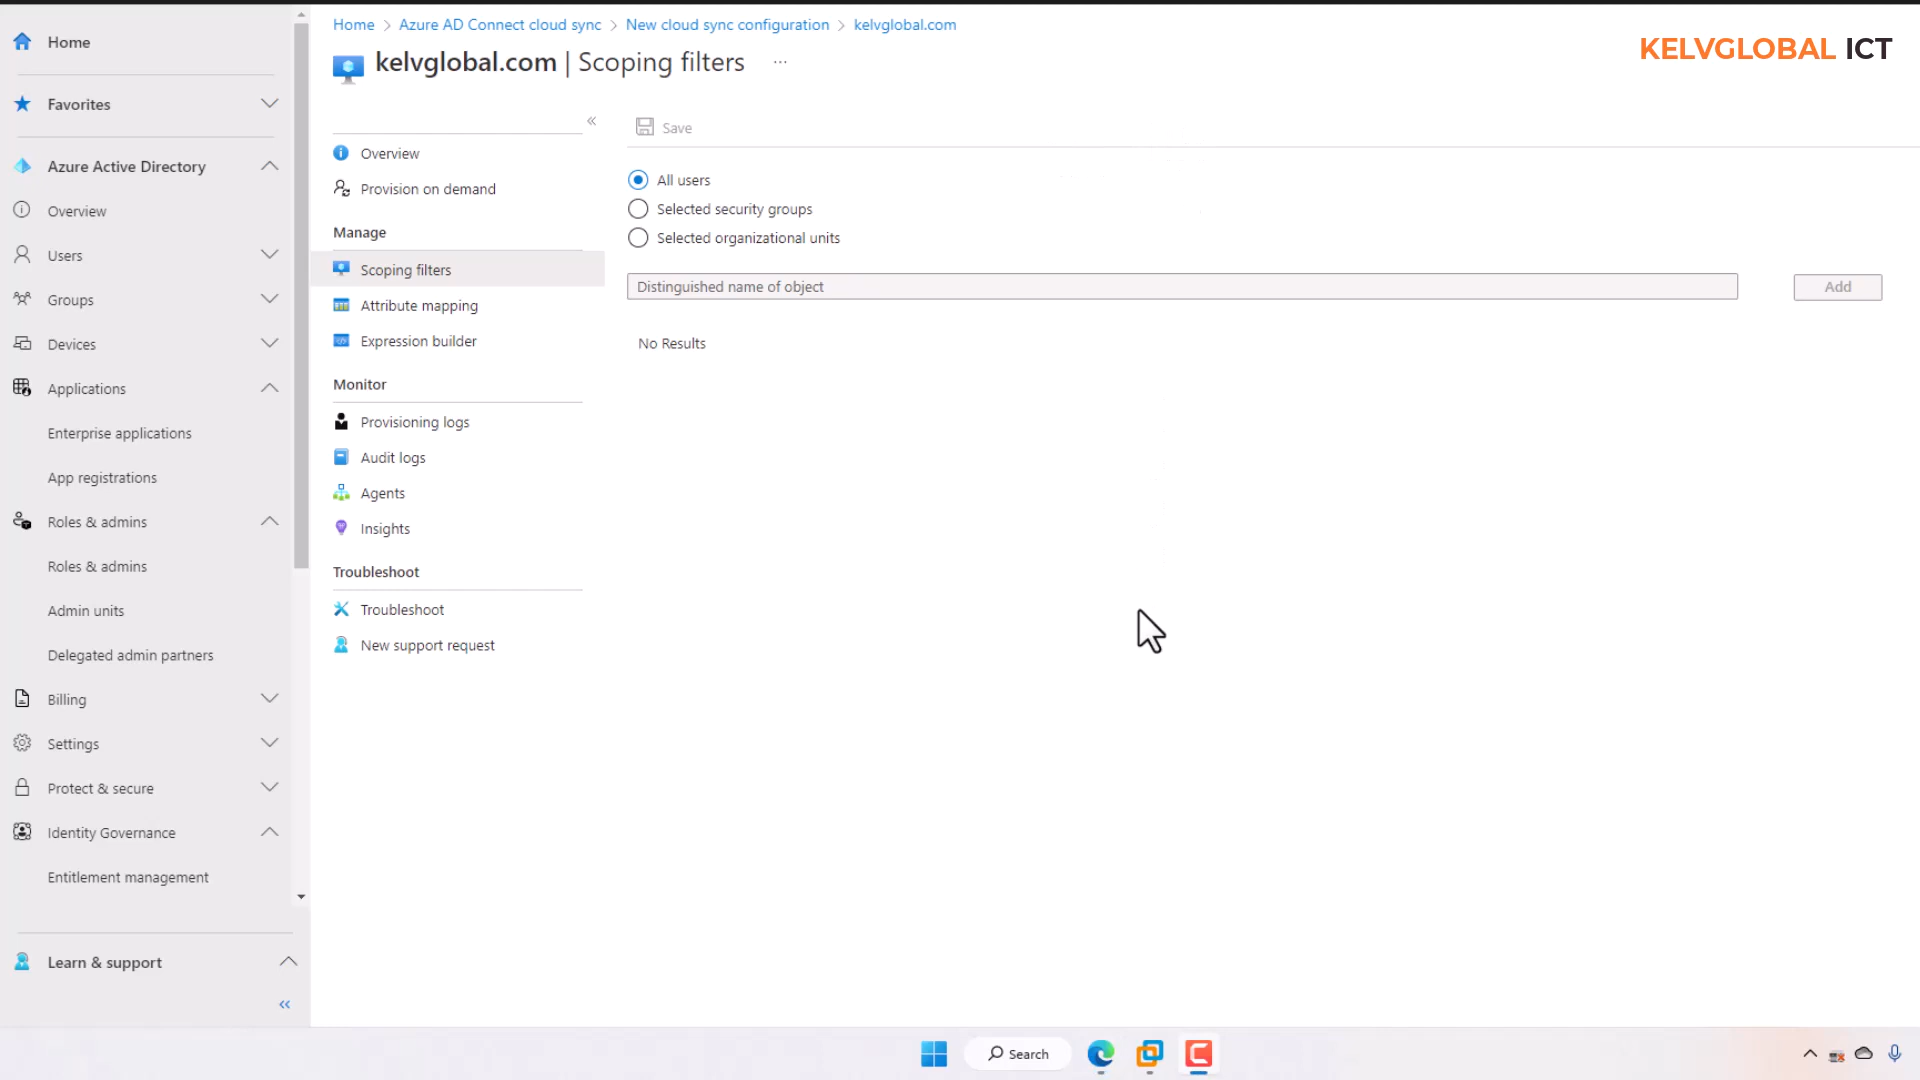 Home > Azure AD Connect cloud sync > New cloud sync configuration > kelvglobal.com
kelvglobal.com | Scoping filters ...
KELVGLOBAL ICT
Home
Favorites
Azure Active Directory
Overview
Users
Groups
Devices
Applications
Enterprise applications
App registrations
Roles & admins
Roles & admins
Admin units
Delegated admin partners
Billing
Settings
Protect & secure
Identity Governance
Entitlement management
Learn & support
Overview
Provision on demand
Manage
Scoping filters
Attribute mapping
Expression builder
Monitor
Provisioning logs
Audit logs
Agents
Insights
Troubleshoot
Troubleshoot
New support request
Save
All users
Selected security groups
Selected organizational units
Distinguished name of object
Add
No Results
Search